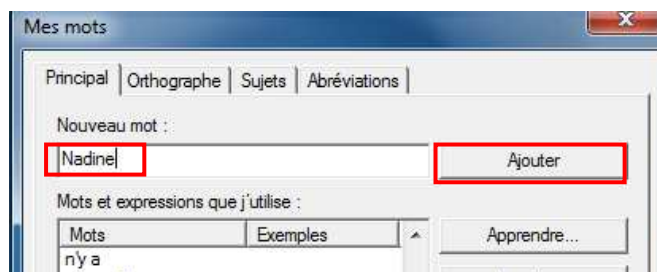 Mes mots
Principal Orthographe Sujets Abréviations
Nouveau mot :
Nadine Ajouter
Mots et expressions que j'utilise :
Mots Exemples Apprendre...
n'y a